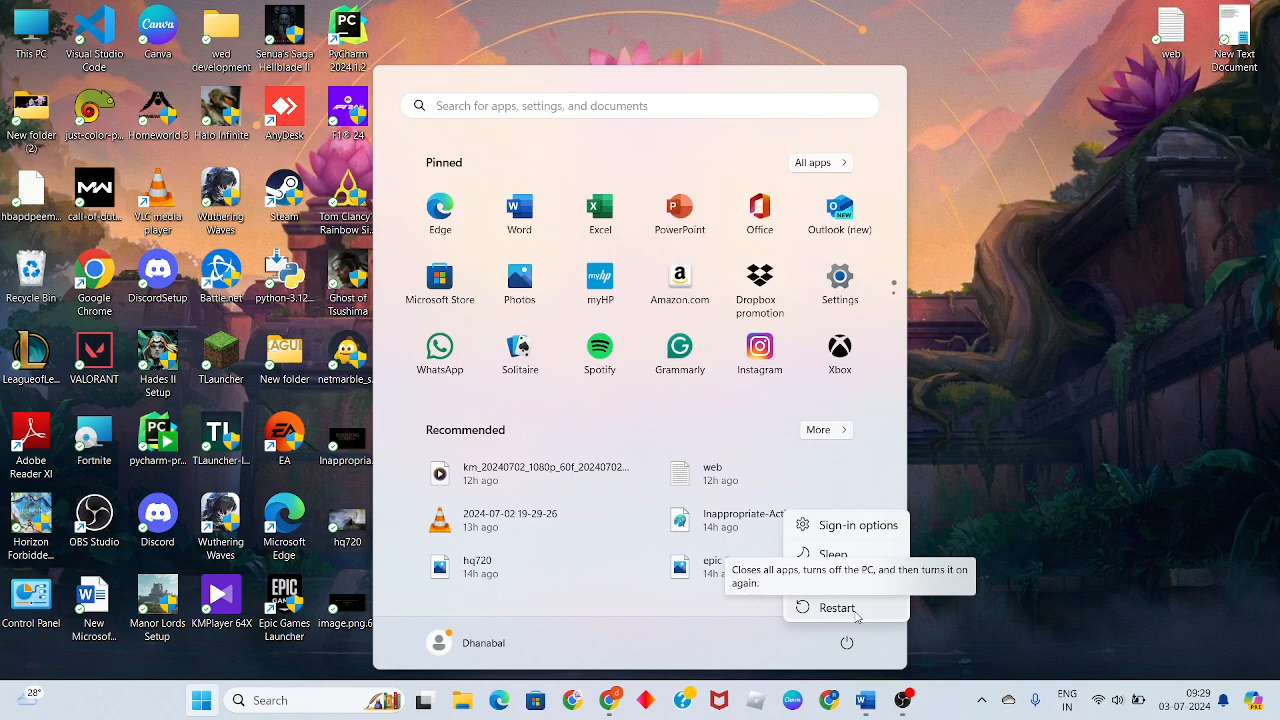 This PC
Visual Studio
Code
Canva
web
development
Senua's Saga
Hellblade II
PyCharm
2024.1.2
web
New Text
Document
Search for apps, settings, and documents
New folder
(2)
just-color-p...
Homeword 3
Halo Infinite
AnyDesk
F1® 24
Pinned
All apps
hbapdpeem...
call-of-du...
VLC media
player
Wuthering
Waves
Steam
Tom Clancy'
Rainbow Si...
Edge
Word
Excel
PowerPoint
Office
Outlook (new)
Recycle Bin
Google
Chrome
DiscordSetup
Battlenet
python-3.12...
Ghost of
Tsushima
Microsoft Store
Photos
myHP
Amazon.com
Dropbox
promotion
Settings
LeagueofLe...
VALORANT
Hades II
Setup
TLauncher
New folder
netmarble_s
WhatsApp
Solitaire
Spotify
Grammarly
Instagram
Xbox
Adobe
Reader XI
Fortnite
pycharm-pr...
TLauncher-I...
EA
Inappropria
Recommended
More
km_20240702_1080p_60f_20240702...
12h ago
web
12h ago
Horizon
Forbidde...
OBS Studio
Discord
Wuthering
Waves
Microsoft
Edge
hq720
2024-07-02 19-29-26
13h ago
Inappropriate-Act
14h ago
Sign-in options
Sleep
hq720
14h ago
epic
14h a
Closes all apps, turns off the PC, and then turns it on
again.
Restart
Control Panel
New
Microsof...
Manor Lords
Setup
KMPlayer 64X
Epic Games
Launcher
image.png.6
Dhanabal
28°
Search
ENG
IN
09:29
03-07-2024